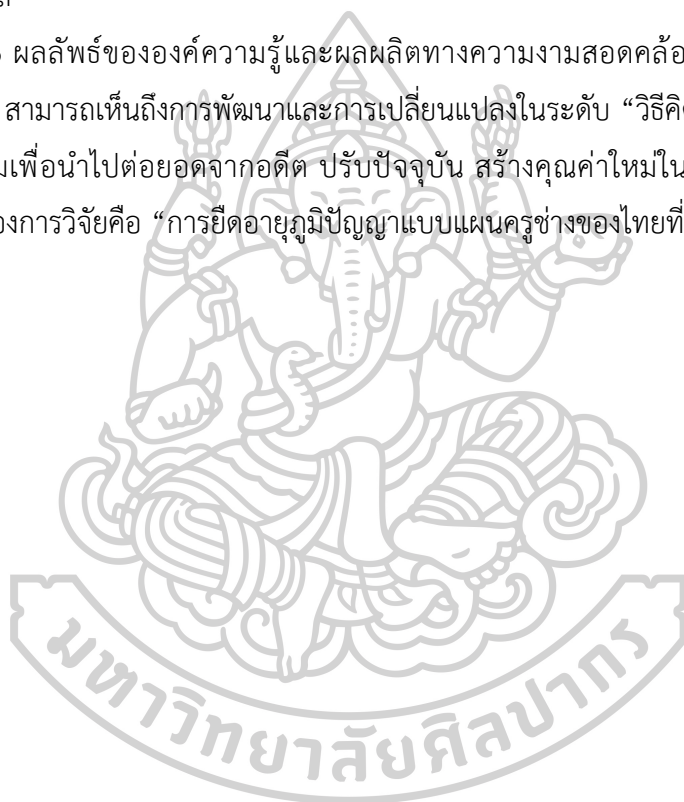 ผลลัพธ์ขององค์ความรู้และผลผลิตทางความงามสอดคล้อ
สามารถเห็นถึงการพัฒนาและการเปลี่ยนแปลงในระดับ “วิธีคิด
มเพื่อนำไปต่อยอดจากอดีต ปรับปัจจุบัน สร้างคุณค่าใหม่ใน
องการวิจัยคือ “การยืดอายุภูมิปัญญาแบบแผนครูช่างของไทยที่
มหาวิทยาลัยศิลปากร